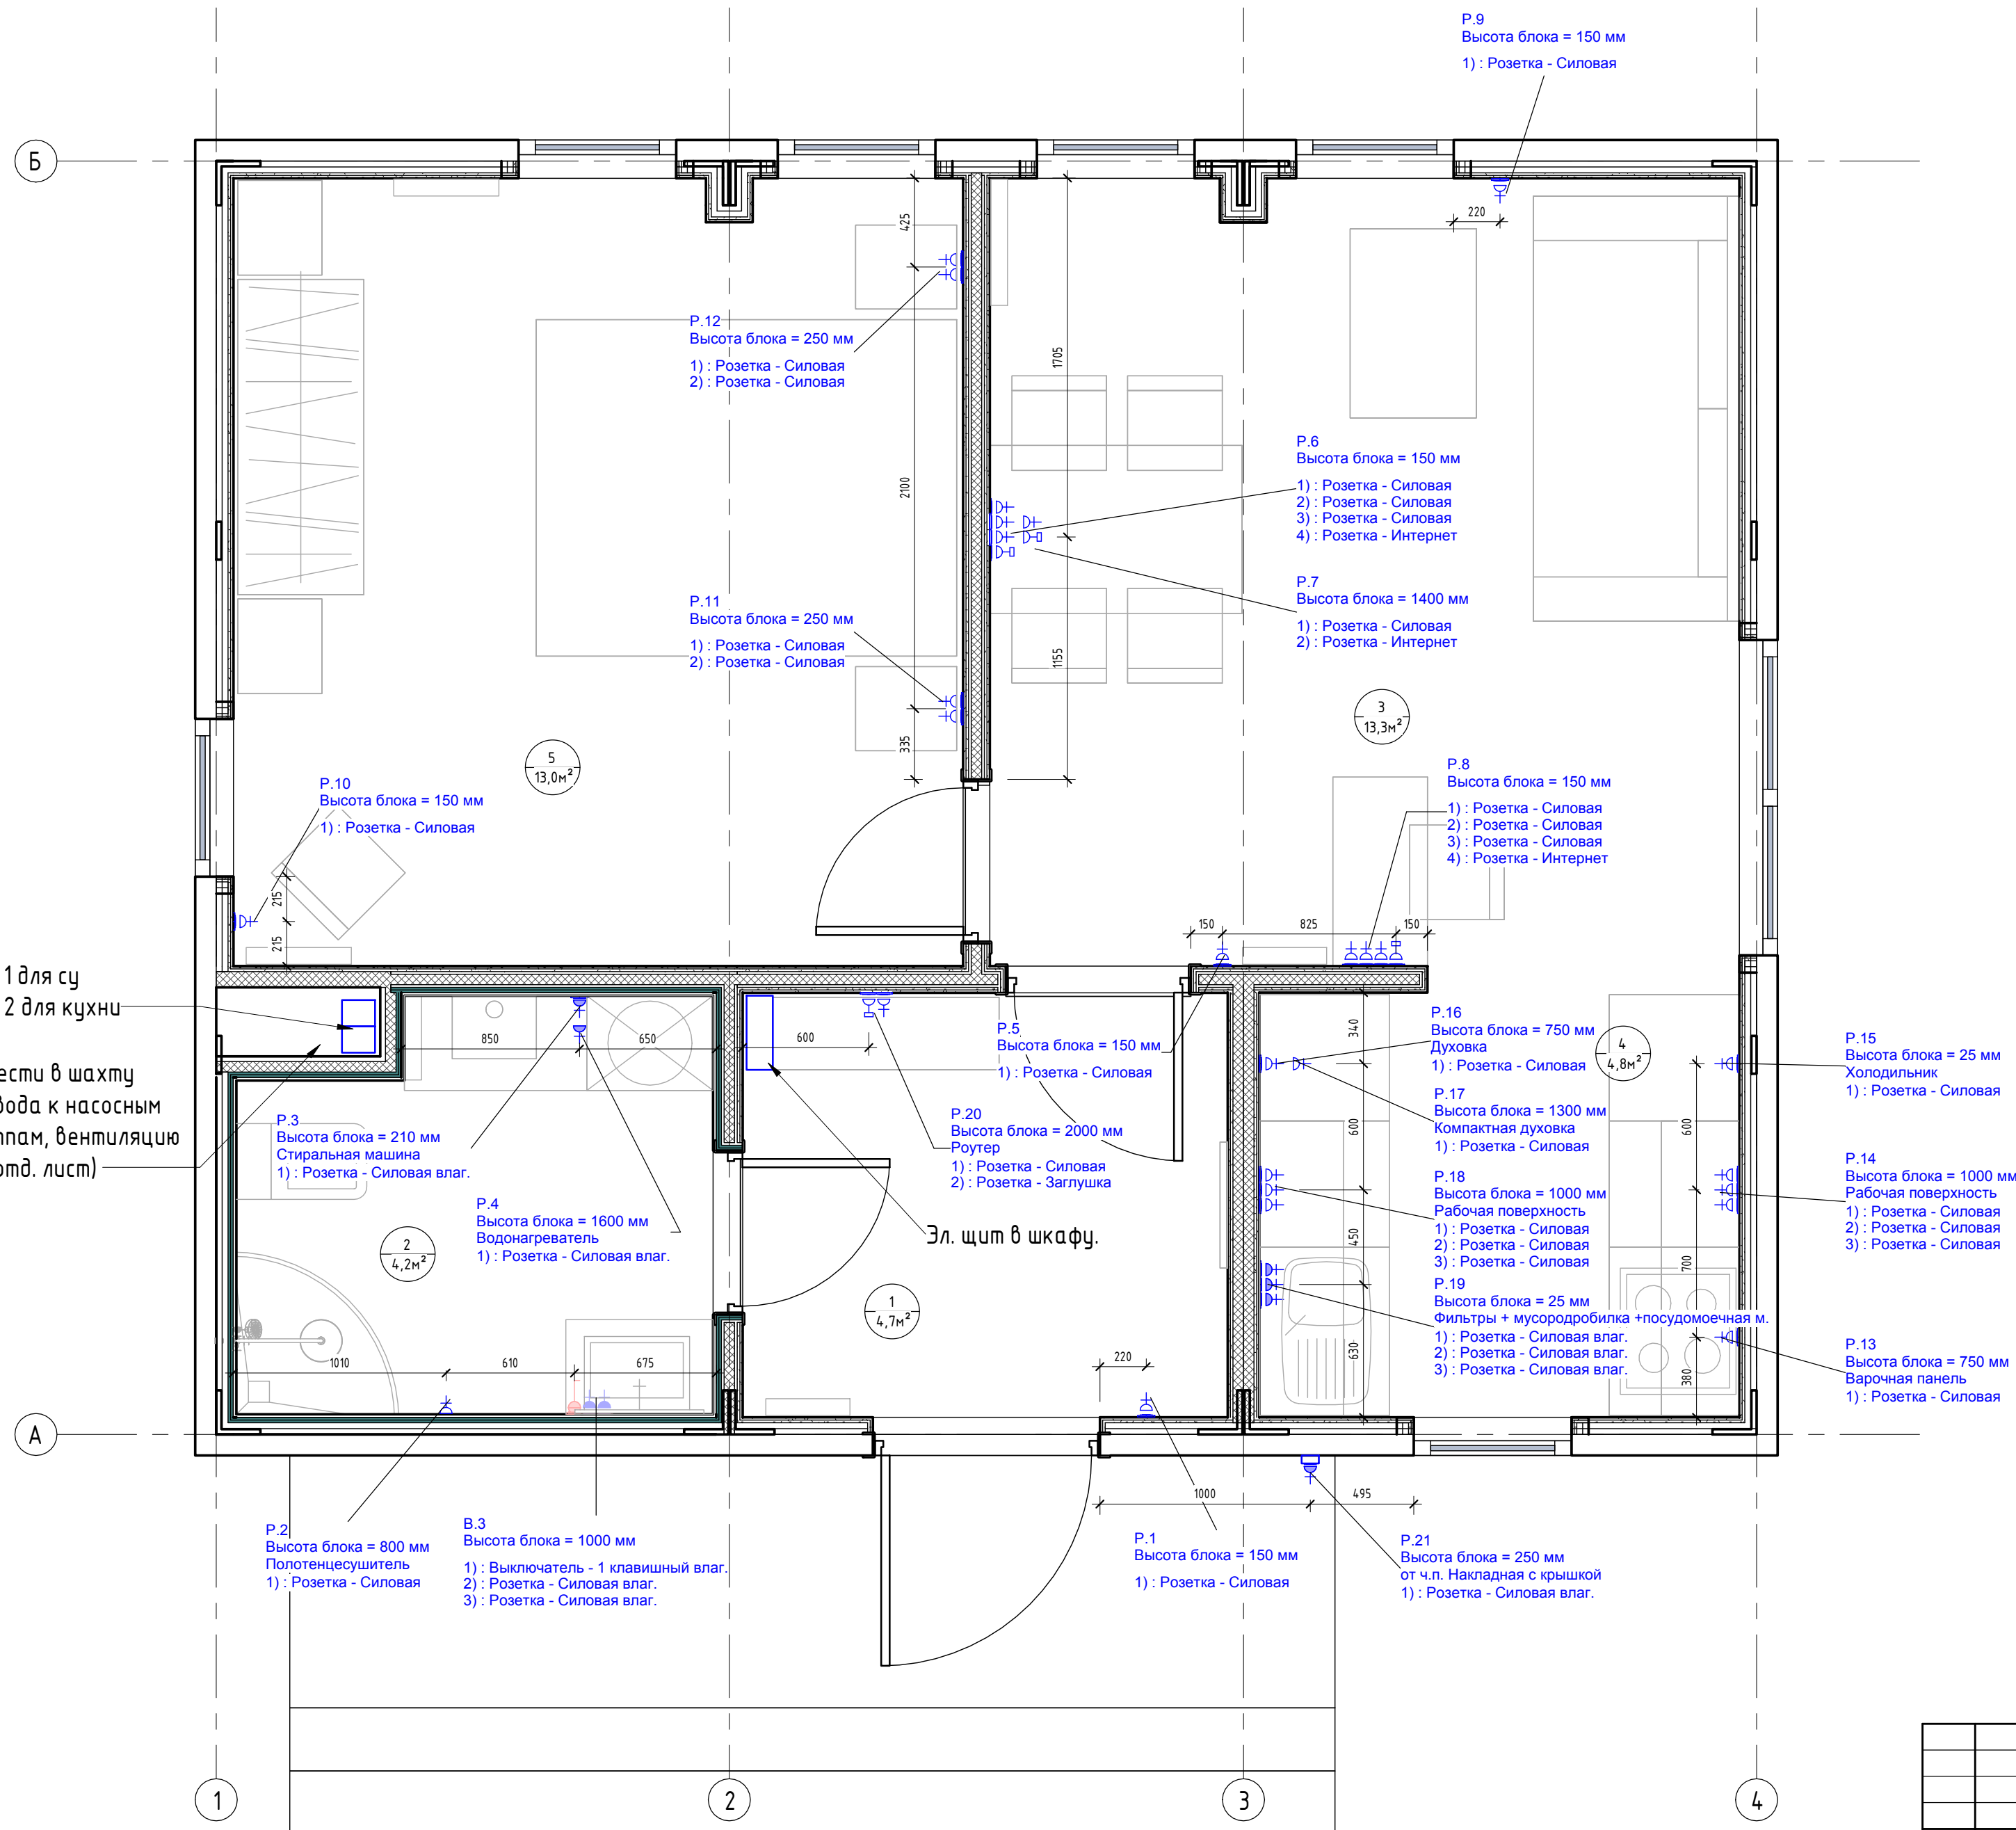 Р.9
Высота блока = 150 мм
1) : Розетка - Силовая
Б
220
425
Р.12
Высота блока = 250 мм
1) : Розетка - Силовая
2) : Розетка - Силовая
1705
2100
Р.6
Высота блока = 150 мм
1) : Розетка - Силовая
2) : Розетка - Силовая
3) : Розетка - Силовая
4) : Розетка - Интернет
Р.7
Высота блока = 1400 мм
1) : Розетка - Силовая
2) : Розетка - Интернет
Р.11
Высота блока = 250 мм
1) : Розетка - Силовая
2) : Розетка - Силовая
1155
335
3
13,3м²
5
13,0м²
Р.10
Высота блока = 150 мм
1) : Розетка - Силовая
215
215
Р.8
Высота блока = 150 мм
1) : Розетка - Силовая
2) : Розетка - Силовая
3) : Розетка - Силовая
4) : Розетка - Интернет
150
825
150
1 для су
2 для кухни
ести в шахту
вода к насосным
ппам, вентиляцию
отд. лист)
850
650
600
Р.5
Высота блока = 150 мм
1) : Розетка - Силовая
340
Р.16
Высота блока = 750 мм
Духовка
1) : Розетка - Силовая
4
4,8м²
Р.15
Высота блока = 25 мм
Холодильник
1) : Розетка - Силовая
Р.3
Высота блока = 210 мм
Стиральная машина
1) : Розетка - Силовая влаг.
Р.20
Высота блока = 2000 мм
Роутер
1) : Розетка - Силовая
2) : Розетка - Заглушка
600
Р.17
Высота блока = 1300 мм
Компактная духовка
1) : Розетка - Силовая
600
Р.14
Высота блока = 1000 мм
Рабочая поверхность
1) : Розетка - Силовая
2) : Розетка - Силовая
3) : Розетка - Силовая
Р.4
Высота блока = 1600 мм
Водонагреватель
1) : Розетка - Силовая влаг.
Эл. щит в шкафу.
Р.18
Высота блока = 1000 мм
Рабочая поверхность
1) : Розетка - Силовая
2) : Розетка - Силовая
3) : Розетка - Силовая
450
700
2
4,2м²
1
4,7м²
Р.19
Высота блока = 25 мм
Фильтры + мусородробилка +посудомоечная м.
1) : Розетка - Силовая влаг.
2) : Розетка - Силовая влаг.
3) : Розетка - Силовая влаг.
630
380
Р.13
Высота блока = 750 мм
Варочная панель
1) : Розетка - Силовая
1010
610
675
220
А
1000
495
Р.2
Высота блока = 800 мм
Полотенцесушитель
1) : Розетка - Силовая
В.3
Высота блока = 1000 мм
1) : Выключатель - 1 клавишный влаг.
2) : Розетка - Силовая влаг.
3) : Розетка - Силовая влаг.
Р.1
Высота блока = 150 мм
1) : Розетка - Силовая
Р.21
Высота блока = 250 мм
от ч.п. Накладная с крышкой
1) : Розетка - Силовая влаг.
1
2
3
4